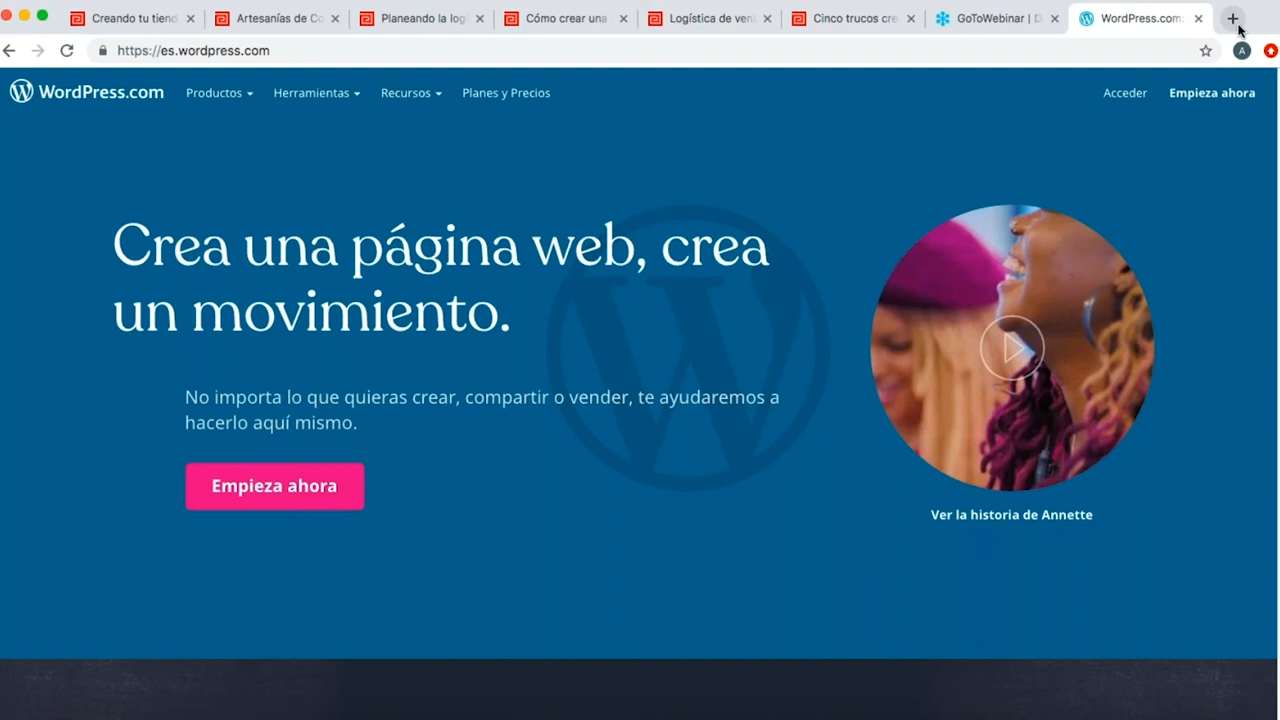 Creando tu tiend
Artesanías de Co
Planeando la logí
Cómo crear una
Logística de ven
Cinco trucos cre
GoToWebinar | D
WordPress.com:
https://es.wordpress.com
A
WordPress.com
Productos
Herramientas
Recursos
Planes y Precios
Acceder
Empieza ahora
Crea una página web, crea
un movimiento.
No importa lo que quieras crear, compartir o vender, te ayudaremos a
hacerlo aquí mismo.
Empieza ahora
Ver la historia de Annette